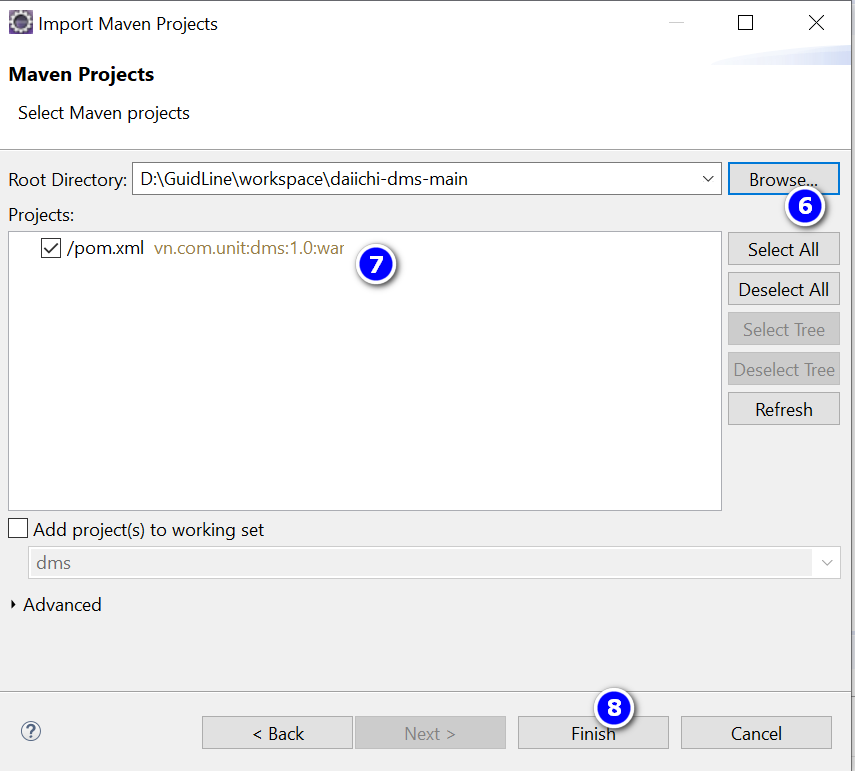 Import Maven Projects
Maven Projects
Select Maven projects
Root Directory: D:\GuidLine\workspace\daiichi-dms-main Browse...
6
Projects:
/pom.xml vn.com.unit:dms:1.0:war
7
Select All
Deselect All
Select Tree
Deselect Tree
Refresh
Add project(s) to working set
dms
Advanced
8
? < Back Next > Finish Cancel